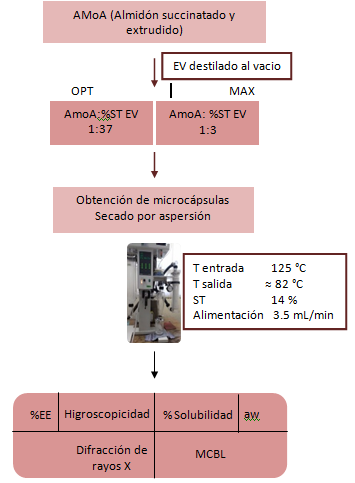 AMoA (Almidón succinatado y
extrudido)
EV destilado al vacio
OPT
MAX
AmoA:%ST EV
1:37
AmoA: %ST EV
1:3
Obtención de microcápsulas
Secado por aspersión
T entrada 125 °C
T salida ≈ 82 °C
ST 14 %
Alimentación 3.5 mL/min
%EE
Higroscopicidad
%Solubilidad
aw
Difracción de
rayos X
MCBL